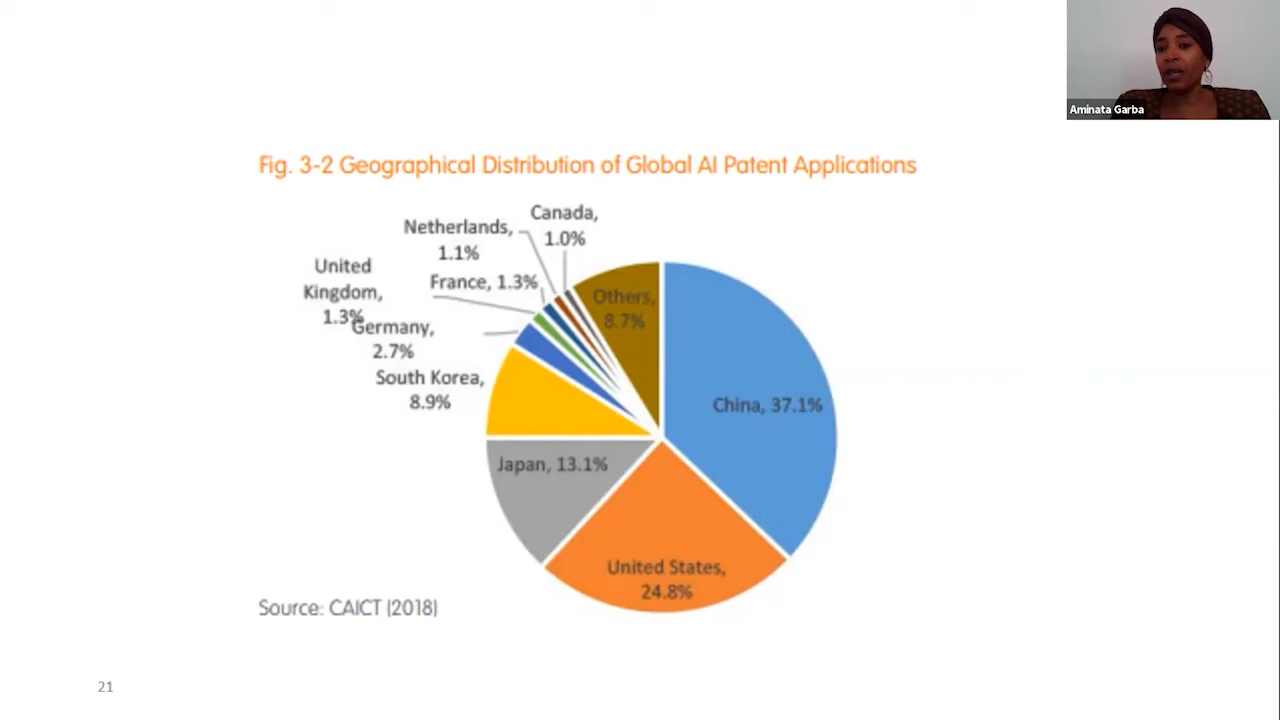 Aminata Garba
Fig. 3-2 Geographical Distribution of Global AI Patent Applications
Canada,
1.0%
Netherlands,
1.1%
United
Kingdom,
1.3%
France, 1.3%
Others,
8.7%
Germany,
2.7%
South Korea,
8.9%
China, 37.1%
Japan, 13.1%
United States,
24.8%
Source: CAICT (2018)
21